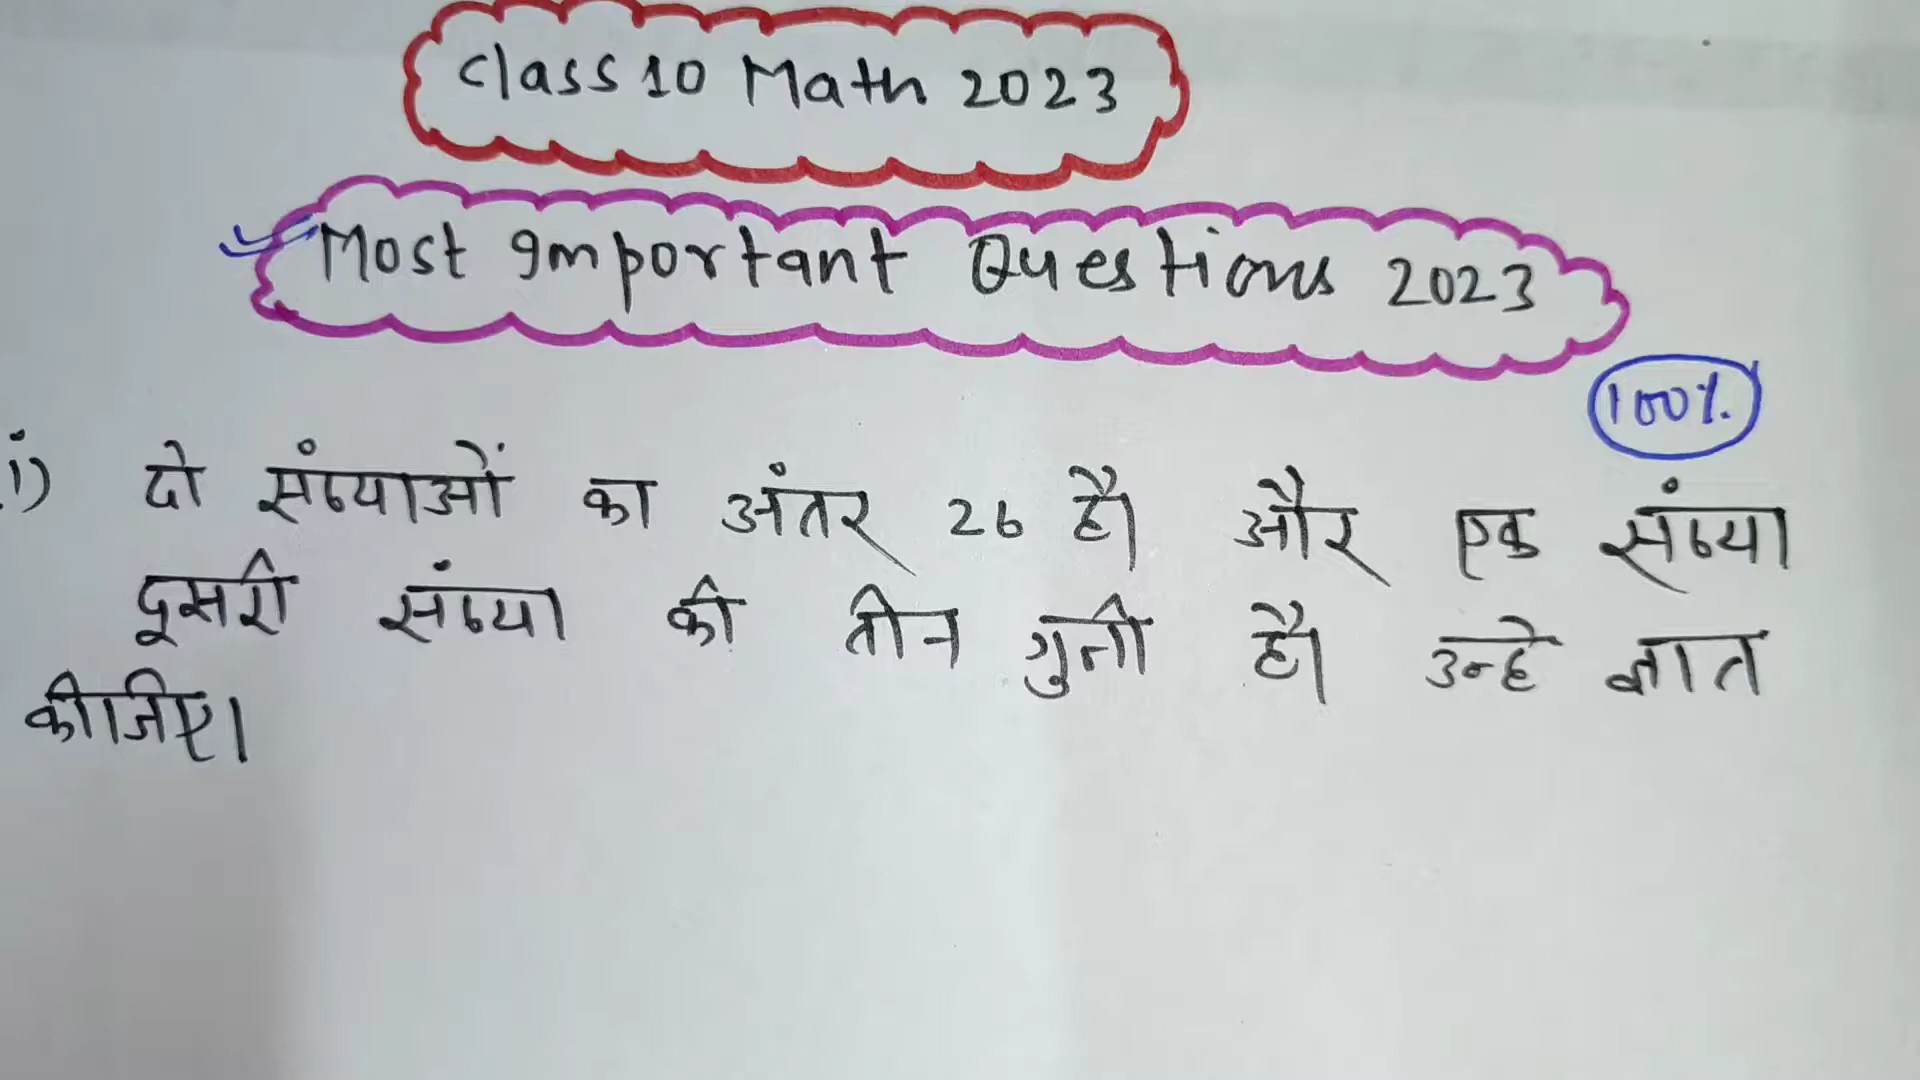 Class 10 Math 2023
Most Important Questions 2023
100%
i) दो संख्याओं का अंतर 26 है। और एक संख्या
दूसरी संख्या की तीन गुनी है। उन्हे ज्ञात
कीजिए।